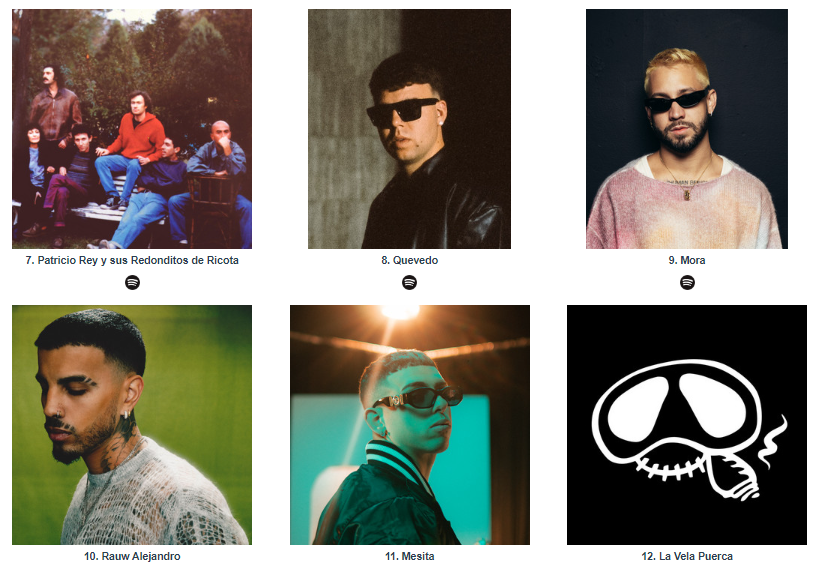 7. Patricio Rey y sus Redonditos de Ricota
8. Quevedo
9. Mora
10. Rauw Alejandro
11. Mesita
12. La Vela Puerca